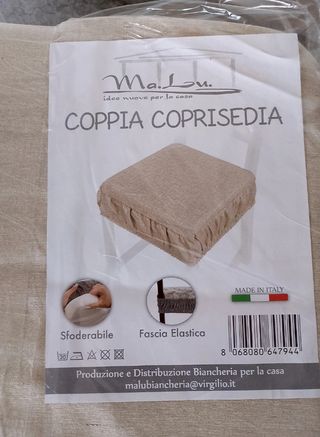 Ma.Lu.
idee nuove per la casa
COPPIA COPRISEDIA
Sfoderabile
Fascia Elastica
MADE IN ITALY
8 068080 647944
Produzione e Distribuzione Biancheria per la casa
malubiancheria@virgilio.it